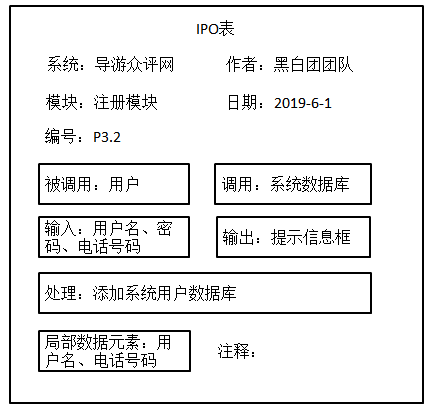 IPO表
系统：导游众评网 作者：黑白团团队
模块：注册模块 日期：2019-6-1
编号：P3.2
被调用：用户 调用：系统数据库
输入：用户名、密
码、电话号码
输出：提示信息框
处理：添加系统用户数据库
局部数据元素：用
户名、电话号码
注释：